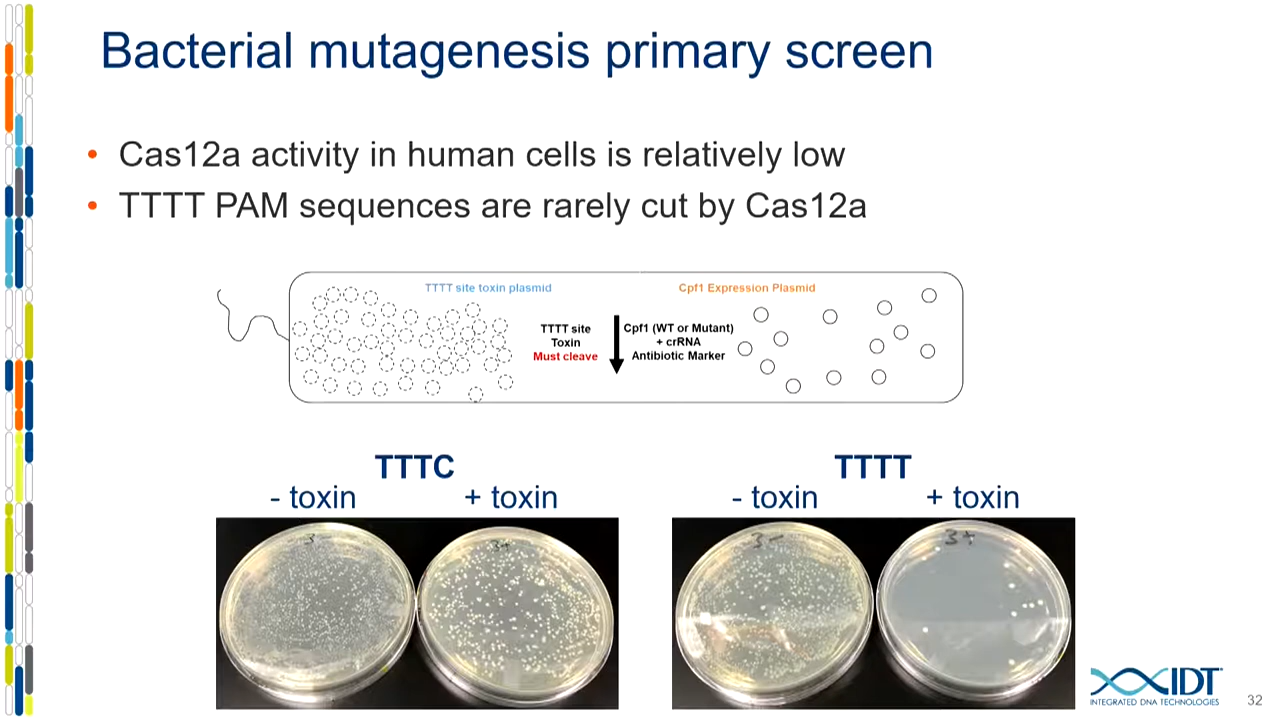 Bacterial mutagenesis primary screen
• Cas12a activity in human cells is relatively low
• TTTT PAM sequences are rarely cut by Cas12a
TTTT site toxin plasmid
Cpf1 Expression Plasmid
TTTT site
Toxin
Must cleave
Cpf1 (WT or Mutant)
+ crRNA
Antibiotic Marker
TTTC
- toxin + toxin
TTTT
- toxin + toxin
3-
3+
IDT
INTEGRATED DNA TECHNOLOGIES
32